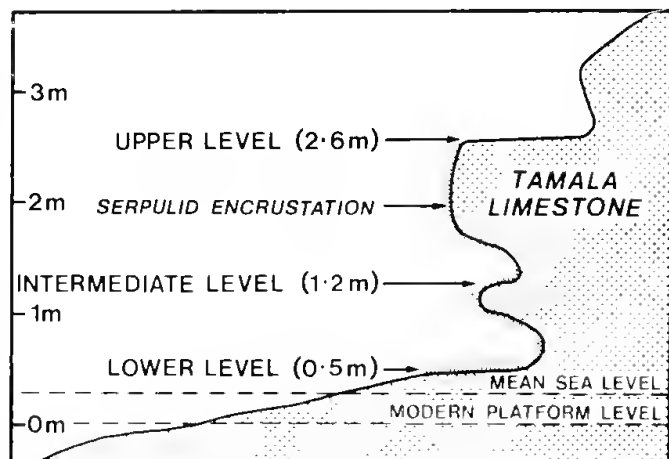 3m
UPPER LEVEL (2·6m)
TAMALA
LIMESTONE
2m
SERPULID ENCRUSTATION
INTERMEDIATE LEVEL (1·2m)
1m
LOWER LEVEL (0·5m)
MEAN SEA LEVEL
MODERN PLATFORM LEVEL
0m